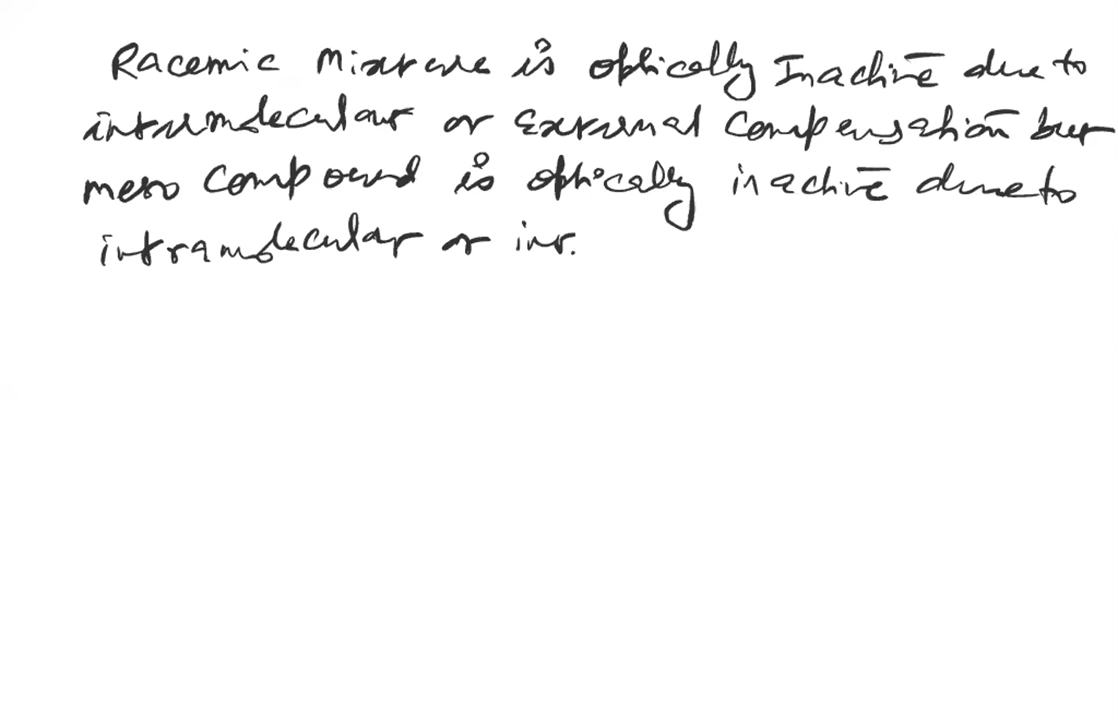 Racemic Mixture is optically Inactive due to
intermolecular or External Compensation but
meso compound is optically inactive due to
intramolecular or int.